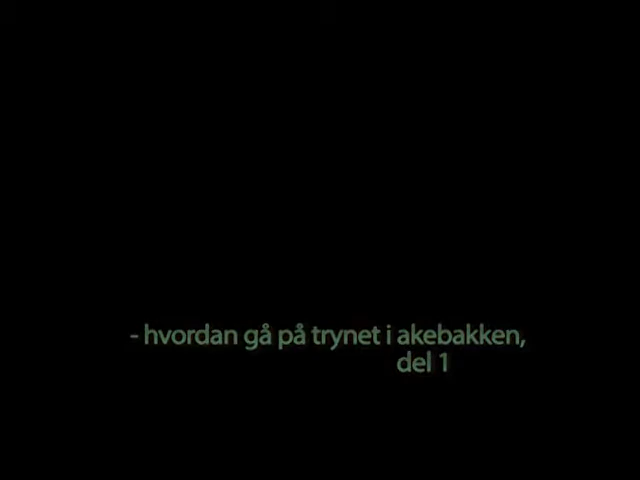 - hvordan gå på trynet i akebakken,
del 1